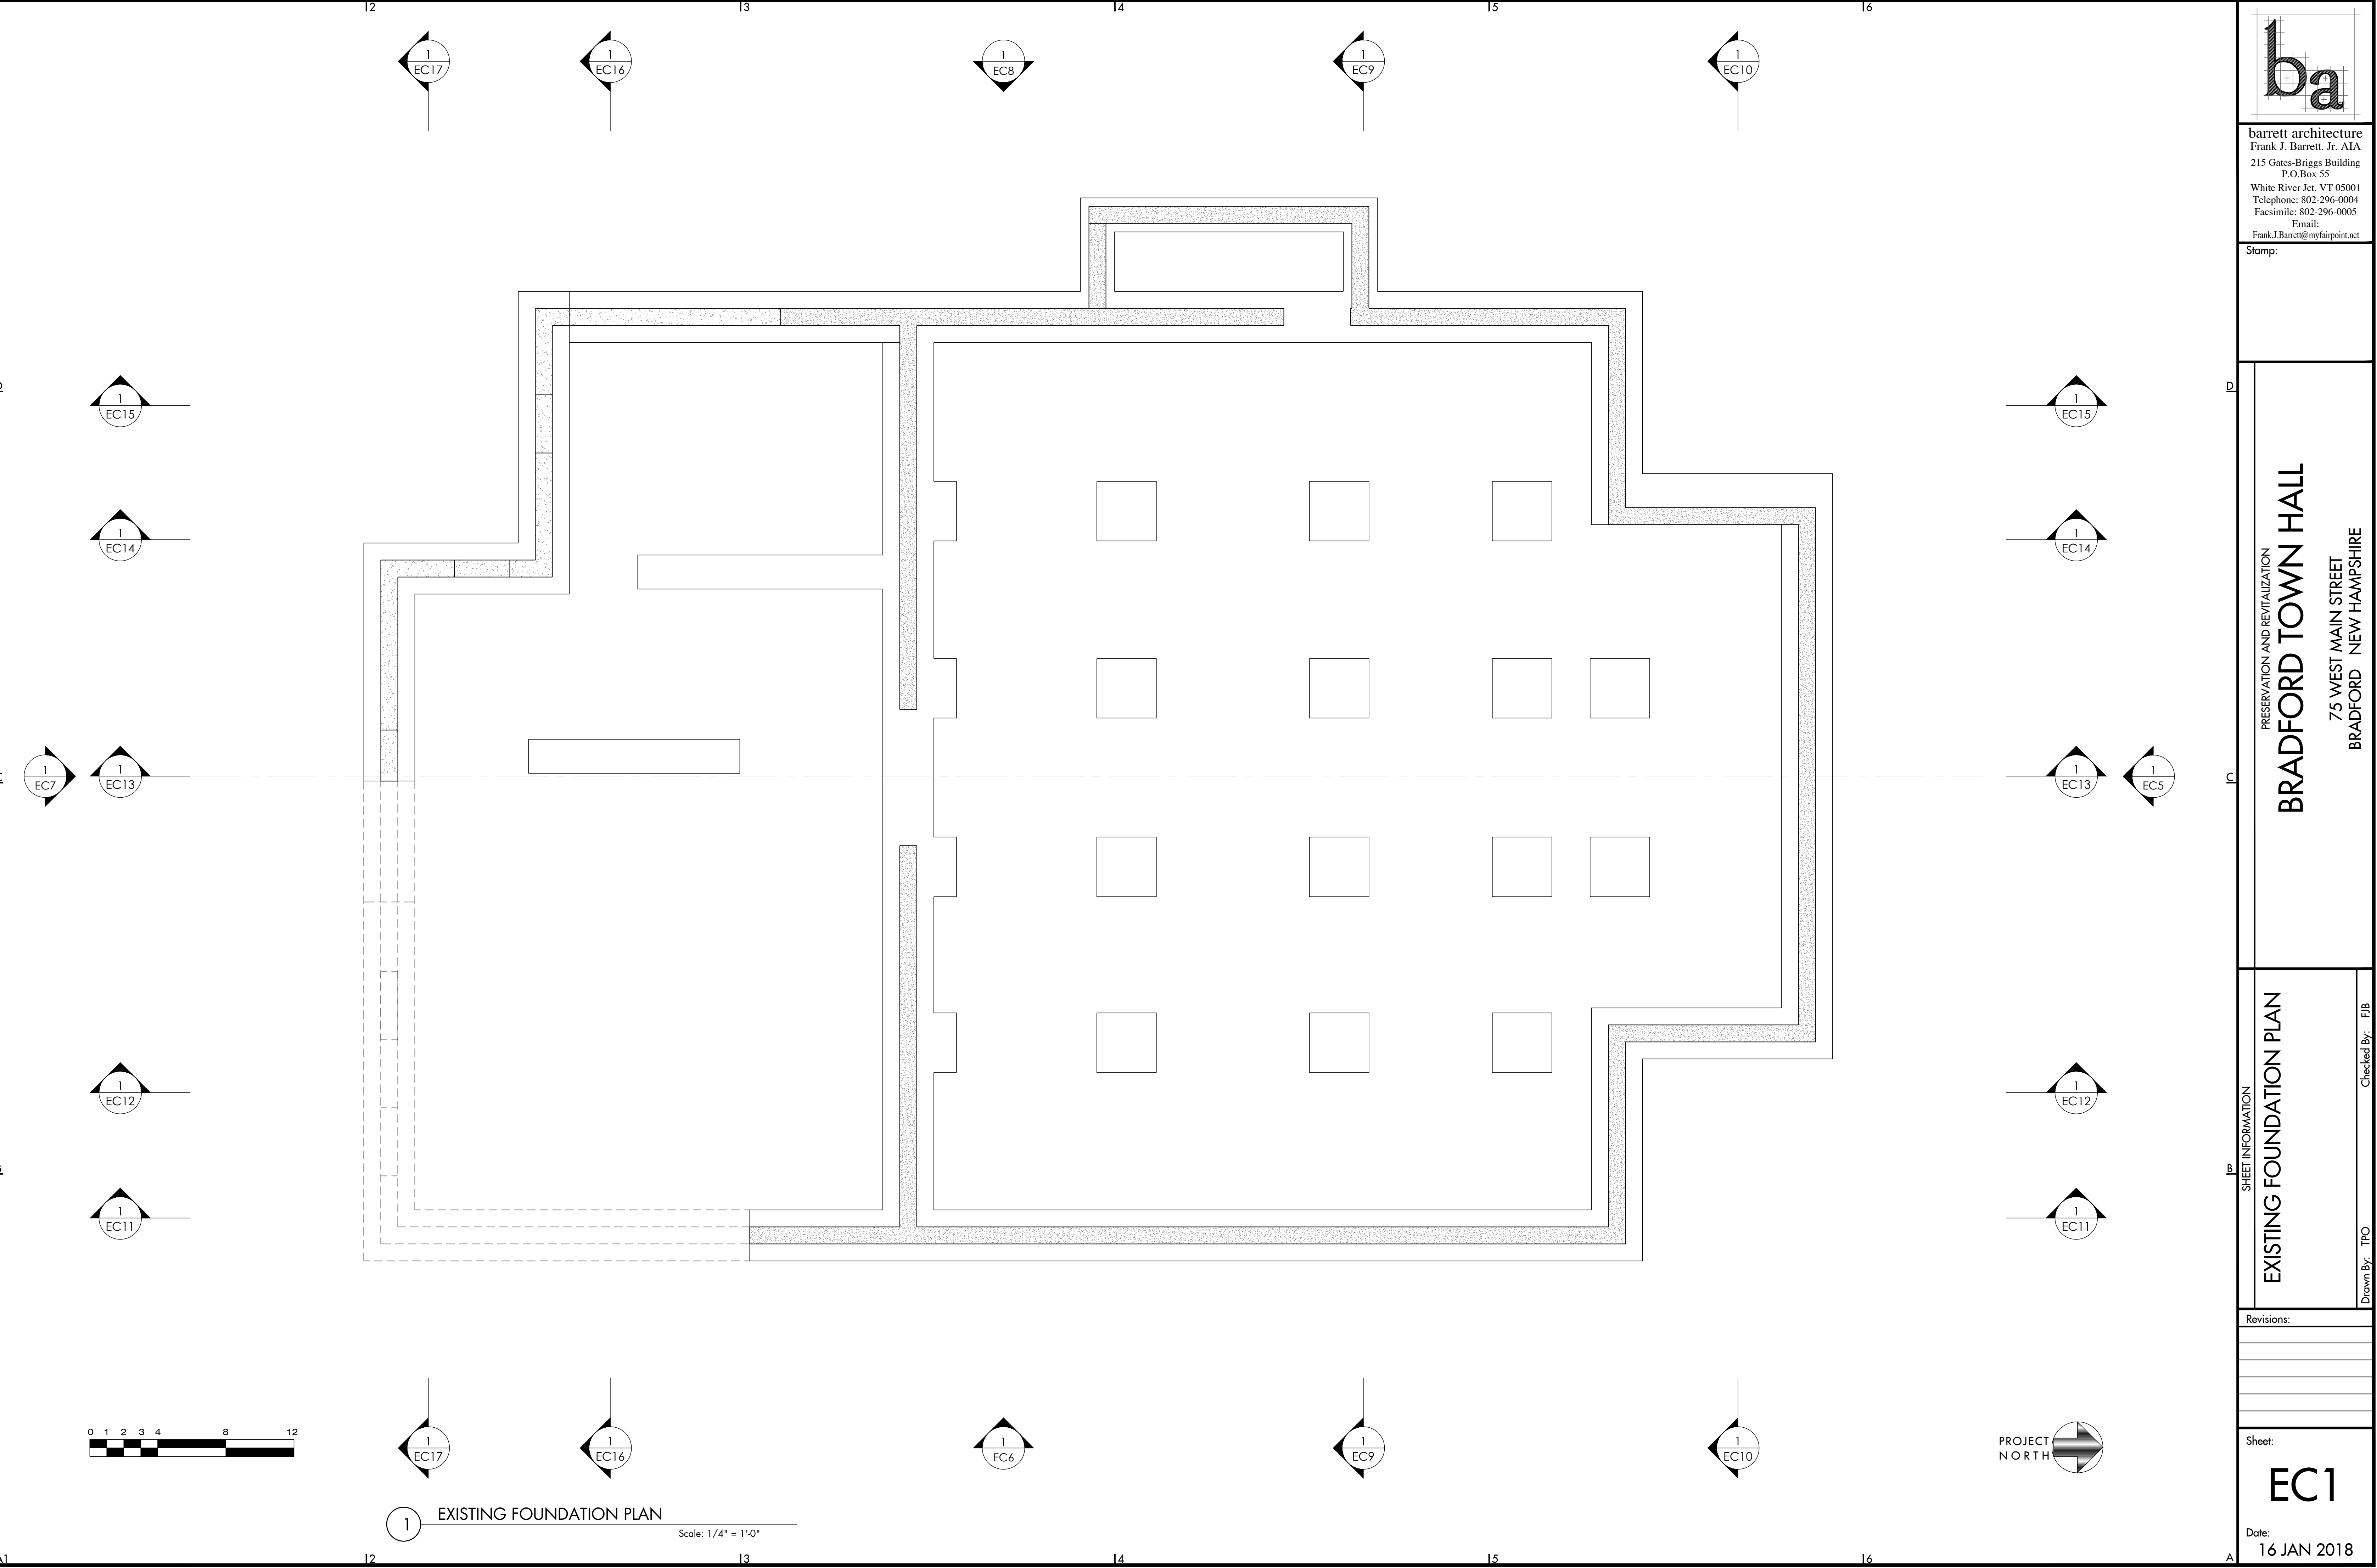 2
3
4
5
6
1
EC17
1
EC16
1
EC8
1
EC9
1
EC10
ba
barrett architecture
Frank J. Barrett. Jr. AIA
215 Gates-Briggs Building
P.O.Box 55
White River Jct. VT 05001
Telephone: 802-296-0004
Facsimile: 802-296-0005
Email:
Frank.J.Barrett@myfairpoint.net
Stamp:
1
EC15
1
EC15
D
1
EC14
1
EC14
1
EC7
1
EC13
1
EC13
1
EC5
C
1
EC12
1
EC12
B
1
EC11
1
EC11
PRESERVATION AND REVITALIZATION
BRADFORD TOWN HALL
75 WEST MAIN STREET
BRADFORD NEW HAMPSHIRE
SHEET INFORMATION
EXISTING FOUNDATION PLAN
Drawn By: TPO
Checked By: FJB
Revisions:
0 1 2 3 4 8 12
1
EC17
1
EC16
1
EC6
1
EC9
1
EC10
PROJECT
NORTH
Sheet:
EC1
Date:
16 JAN 2018
1
EXISTING FOUNDATION PLAN
Scale: 1/4" = 1'-0"
2
3
4
5
6
A